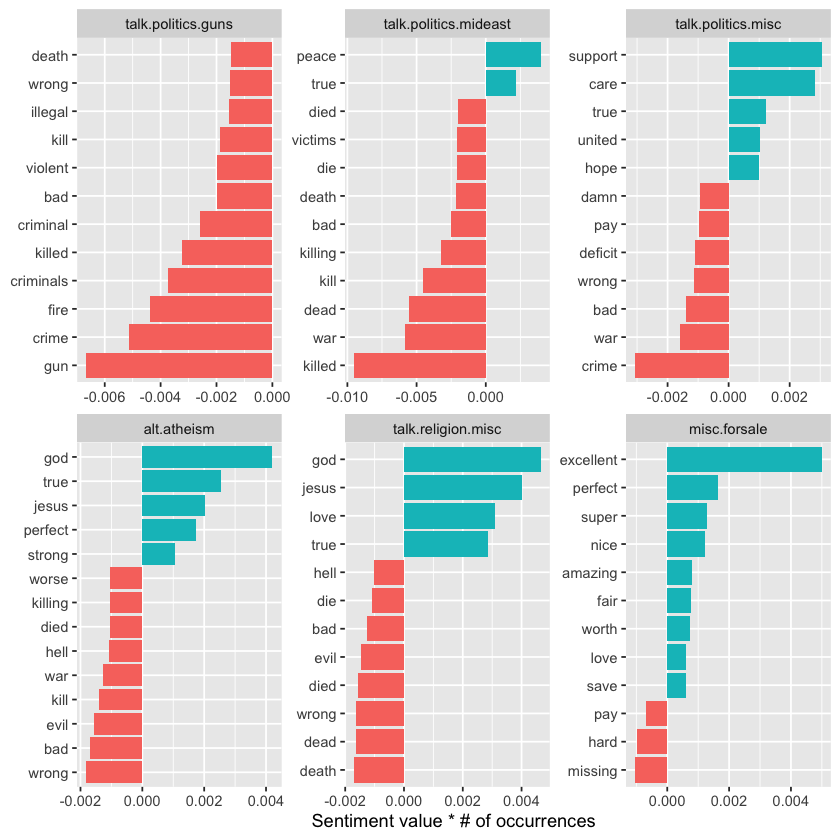 talk.politics.guns
death
wrong
illegal
kill
violent
bad
criminal
killed
criminals
fire
crime
gun
-0.006 -0.004 -0.002 0.000
talk.politics.mideast
peace
true
died
victims
die
death
bad
killing
kill
dead
war
killed
-0.010 -0.005 0.000
talk.politics.misc
support
care
true
united
hope
damn
pay
deficit
wrong
bad
war
crime
-0.002 0.000 0.002
alt.atheism
god
true
jesus
perfect
strong
worse
killing
died
hell
war
kill
evil
bad
wrong
-0.002 0.000 0.002 0.004
talk.religion.misc
god
jesus
love
true
hell
die
bad
evil
died
wrong
dead
death
-0.002 0.000 0.002 0.004
misc.forsale
excellent
perfect
super
nice
amazing
fair
worth
love
save
pay
hard
missing
0.000 0.002 0.004
Sentiment value * # of occurrences